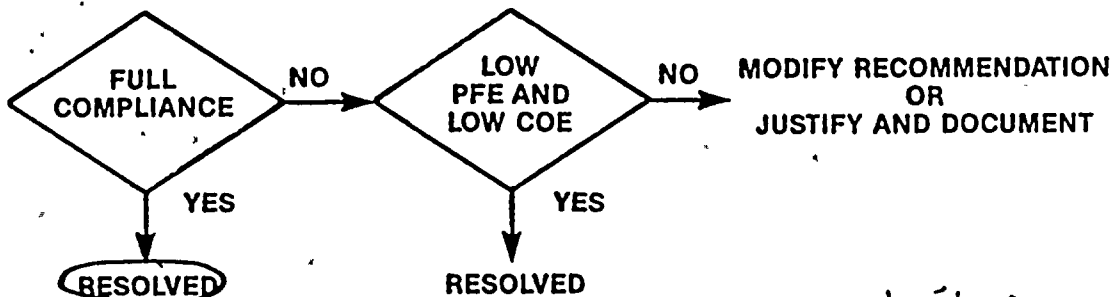 FULL
COMPLIANCE
NO
LOW
PFE AND
LOW COE
NO
MODIFY RECOMMENDATION
OR
JUSTIFY AND DOCUMENT
YES
YES
RESOLVED
RESOLVED